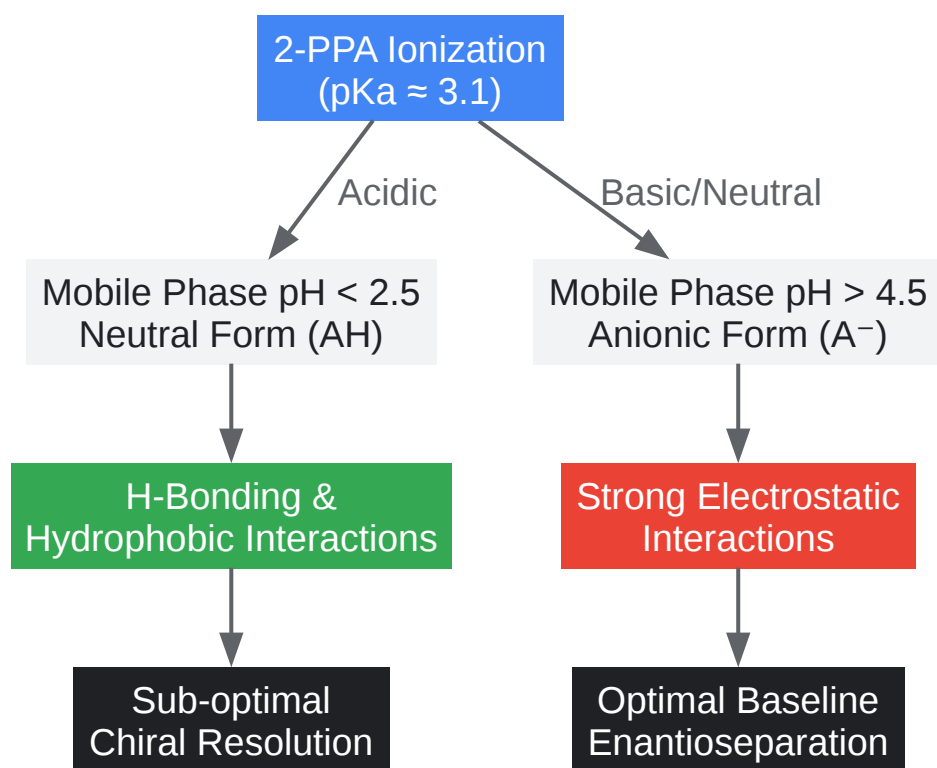 2-PPA Ionization
(pKa ≈ 3.1)
Acidic
Basic/Neutral
Mobile Phase pH < 2.5
Neutral Form (AH)
Mobile Phase pH > 4.5
Anionic Form (A⁻)
H-Bonding &
Hydrophobic Interactions
Strong Electrostatic
Interactions
Sub-optimal
Chiral Resolution
Optimal Baseline
Enantioseparation